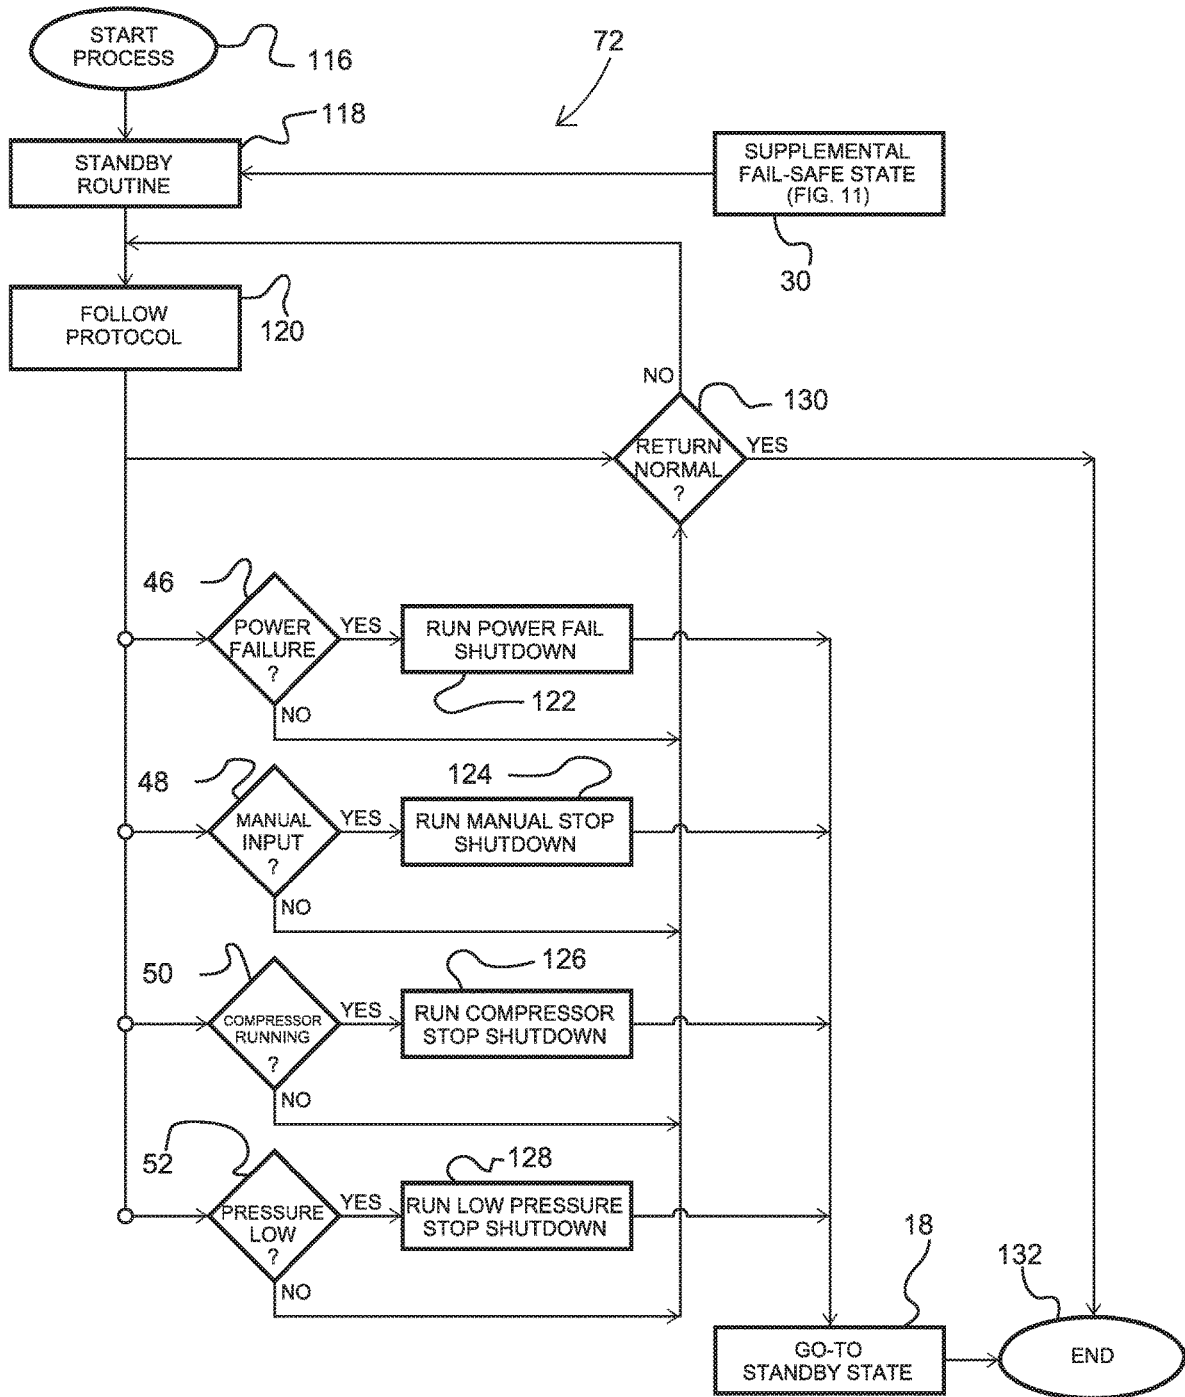 START
PROCESS
116
72
118
STANDBY
ROUTINE
SUPPLEMENTAL
FAIL-SAFE STATE
(FIG. 11)
30
FOLLOW
PROTOCOL
120
NO
130
RETURN
NORMAL
?
YES
46
POWER
FAILURE
?
YES
RUN POWER FAIL
SHUTDOWN
122
NO
48
124
MANUAL
INPUT
?
YES
RUN MANUAL STOP
SHUTDOWN
NO
50
126
COMPRESSOR
RUNNING
?
YES
RUN COMPRESSOR
STOP SHUTDOWN
NO
52
128
PRESSURE
LOW
?
YES
RUN LOW PRESSURE
STOP SHUTDOWN
NO
18
132
GO-TO
STANDBY STATE
END